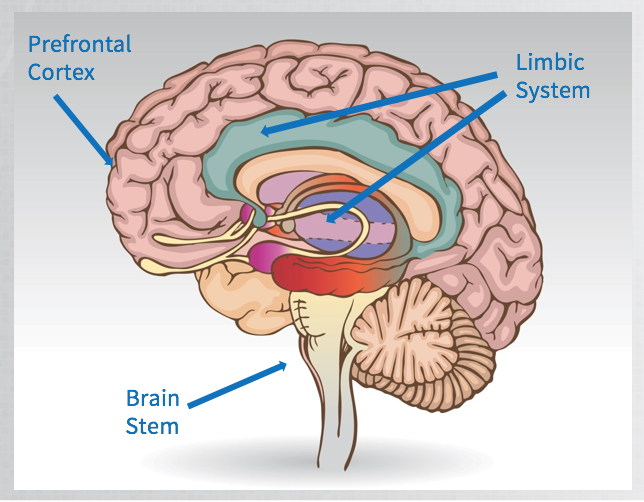 Prefrontal
Cortex
Limbic
System
Brain
Stem